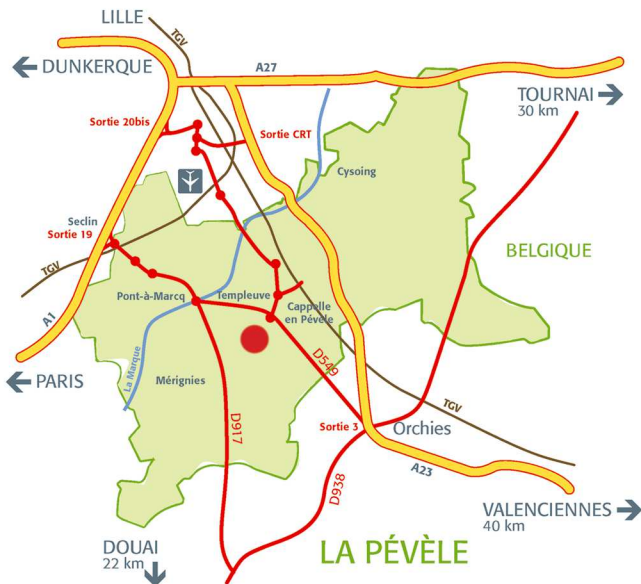 LILLE
TGV
DUNKERQUE
A27
TOURNAI
30 km
Sortie 20bis
Sortie CRT
Cysoing
Seclin
Sortie 19
BELGIQUE
TGV
A1
Pont-à-Marcq
Templeuve
Cappelle
en Pévèle
La Marque
D549
PARIS
Mérignies
TGV
D917
Sortie 3
Orchies
A23
D938
VALENCIENNES
40 km
DOUAI
22 km
LA PÉVÈLE